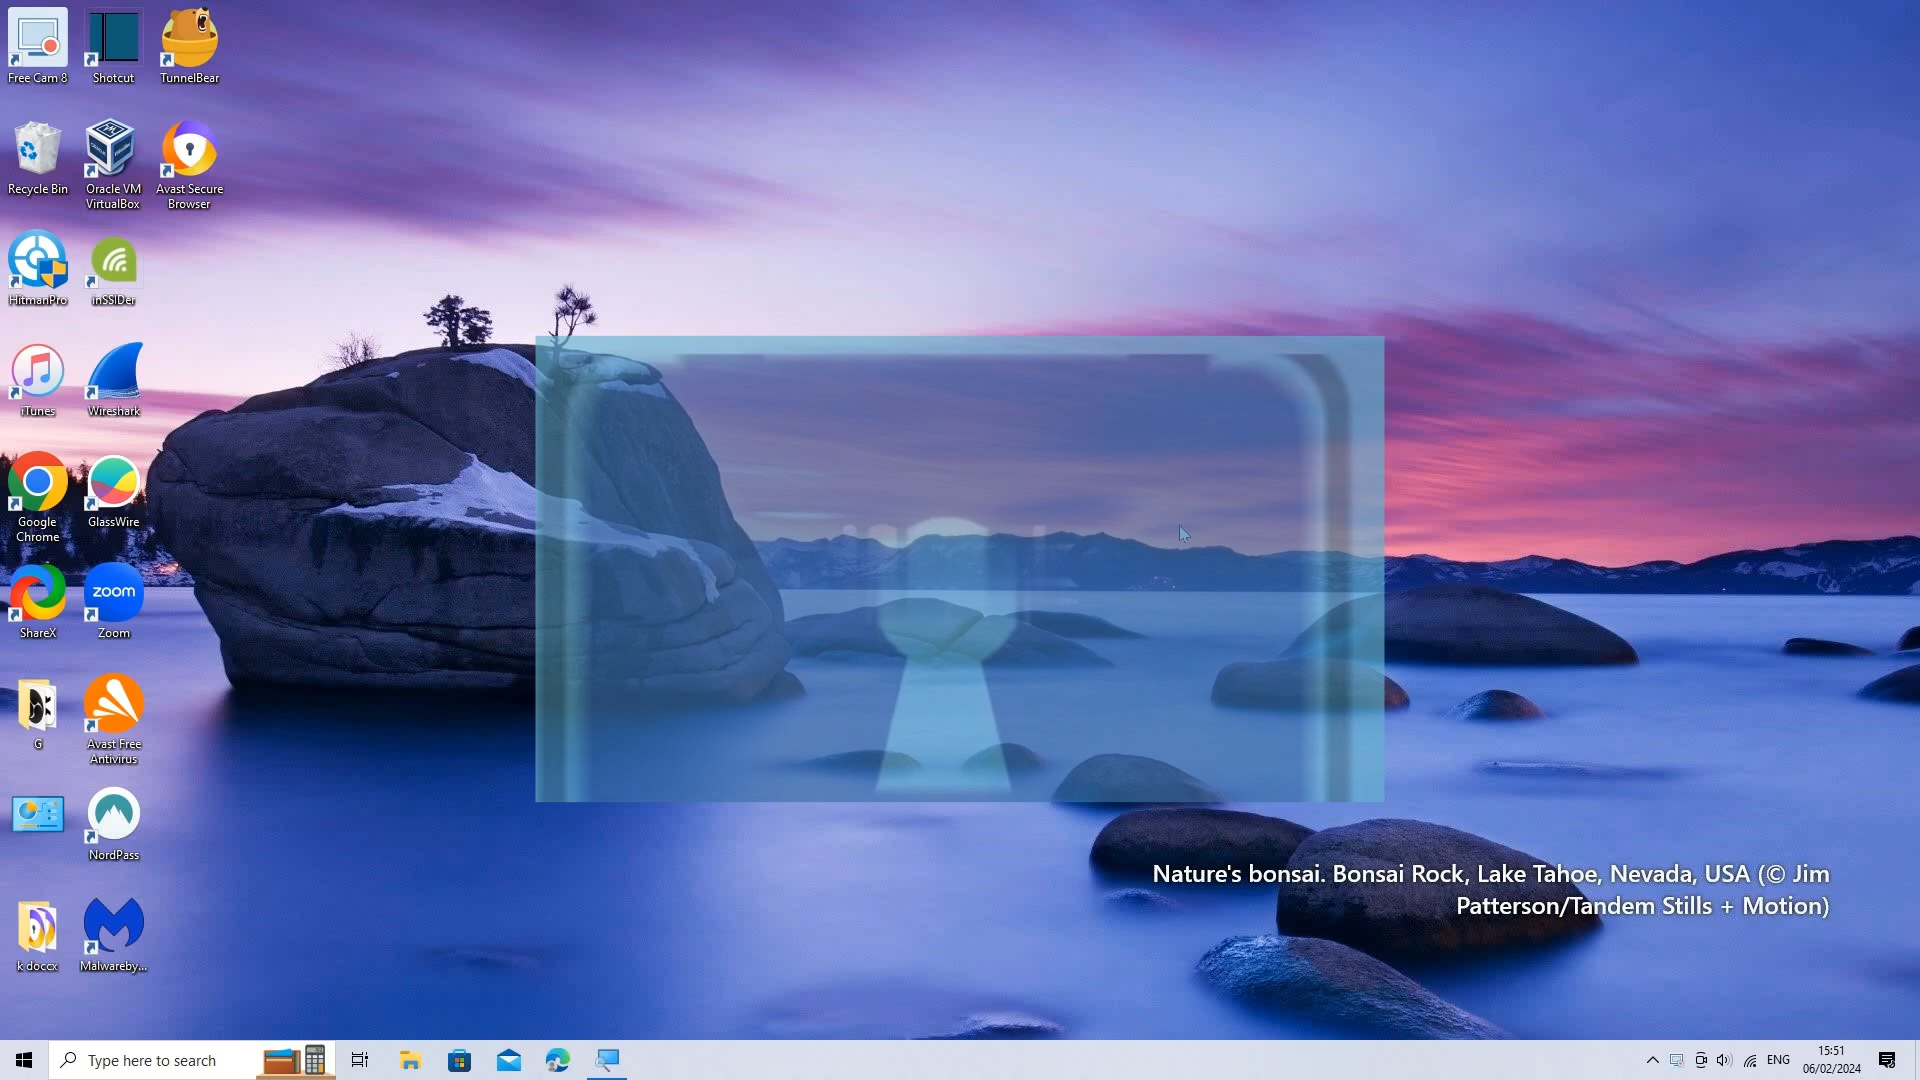 Free Cam 8
Shotcut
TunnelBear
Recycle Bin
Oracle VM
VirtualBox
Avast Secure
Browser
HitmanPro
inSSIDer
iTunes
Wireshark
Google
Chrome
GlassWire
ShareX
zoom
Zoom
G
Avast Free
Antivirus
NordPass
k doccx
Malwareby...
Nature's bonsai. Bonsai Rock, Lake Tahoe, Nevada, USA (© Jim
Patterson/Tandem Stills + Motion)
Type here to search
ENG
15:51
06/02/2024